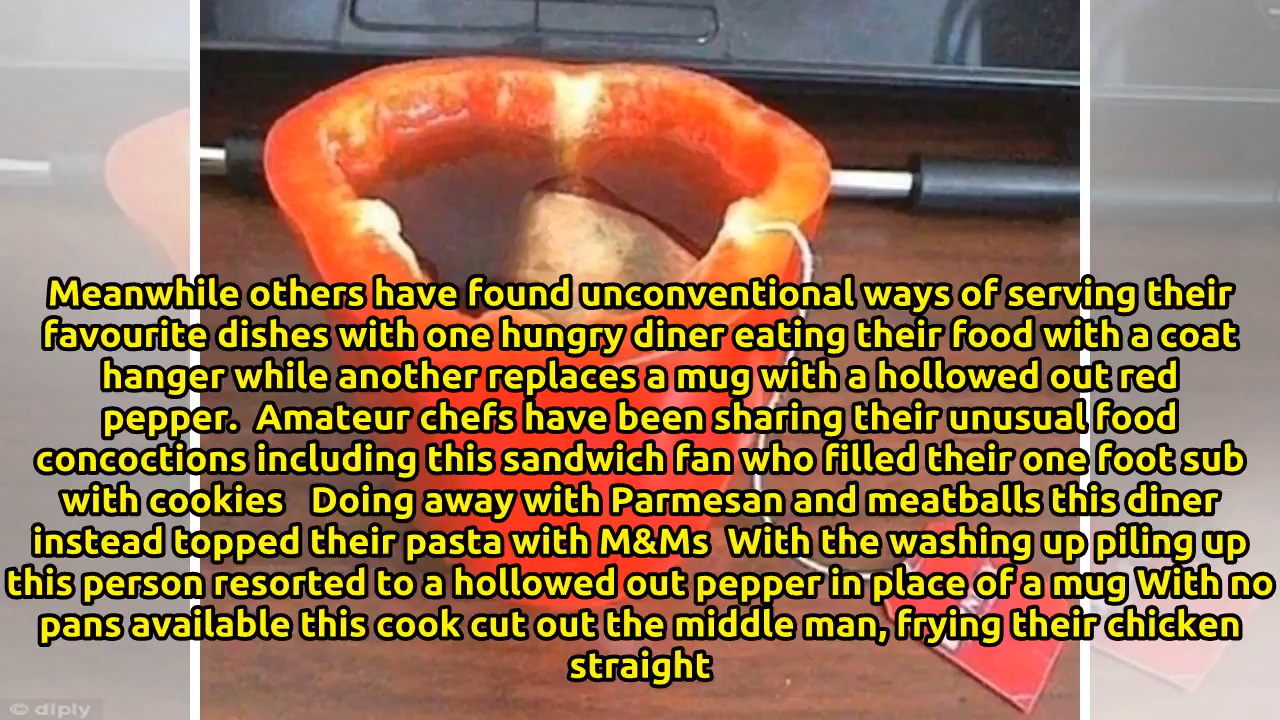 Meanwhile others have found unconventional ways of serving their
favourite dishes with one hungry diner eating their food with a coat
hanger while another replaces a mug with a hollowed out red
pepper.  Amateur chefs have been sharing their unusual food
concoctions including this sandwich fan who filled their one foot sub
with cookies   Doing away with Parmesan and meatballs this diner
instead topped their pasta with M&Ms  With the washing up piling up
this person resorted to a hollowed out pepper in place of a mug With no
pans available this cook cut out the middle man, frying their chicken
straight
© diply